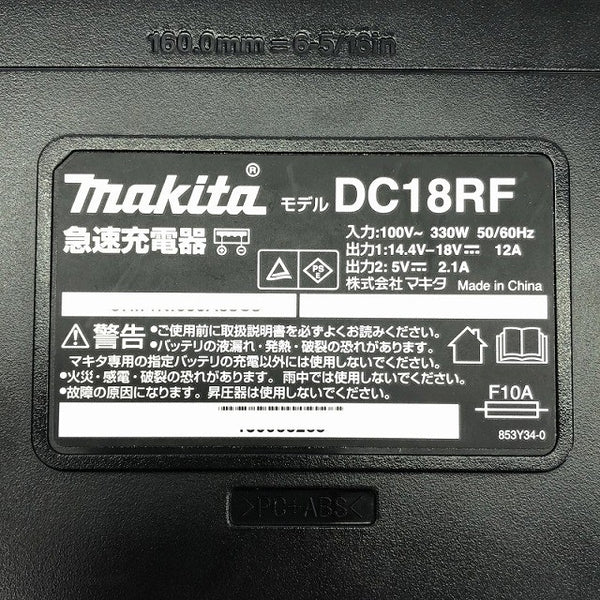 160.0mm=6-5/16in
makita® モデル DC18RF
急速充電器
入力:100V~ 330W 50/60Hz
出力1:14.4V-18V⎓ 12A
出力2:5V⎓ 2.1A
株式会社マキタ Made in China
PS E
⚠警告 •ご使用前に取扱説明書を必ずよくお読みください。
•バッテリの液漏れ・発熱・破裂の恐れがあります。
マキタ専用の指定バッテリの充電以外には使用しないでください。
•火災・感電・破裂の恐れがあります。雨中では使用しないでください。
•故障の原因になります。昇圧器は使用しないでください。
F10A
853Y34-0
>PC+ABS<